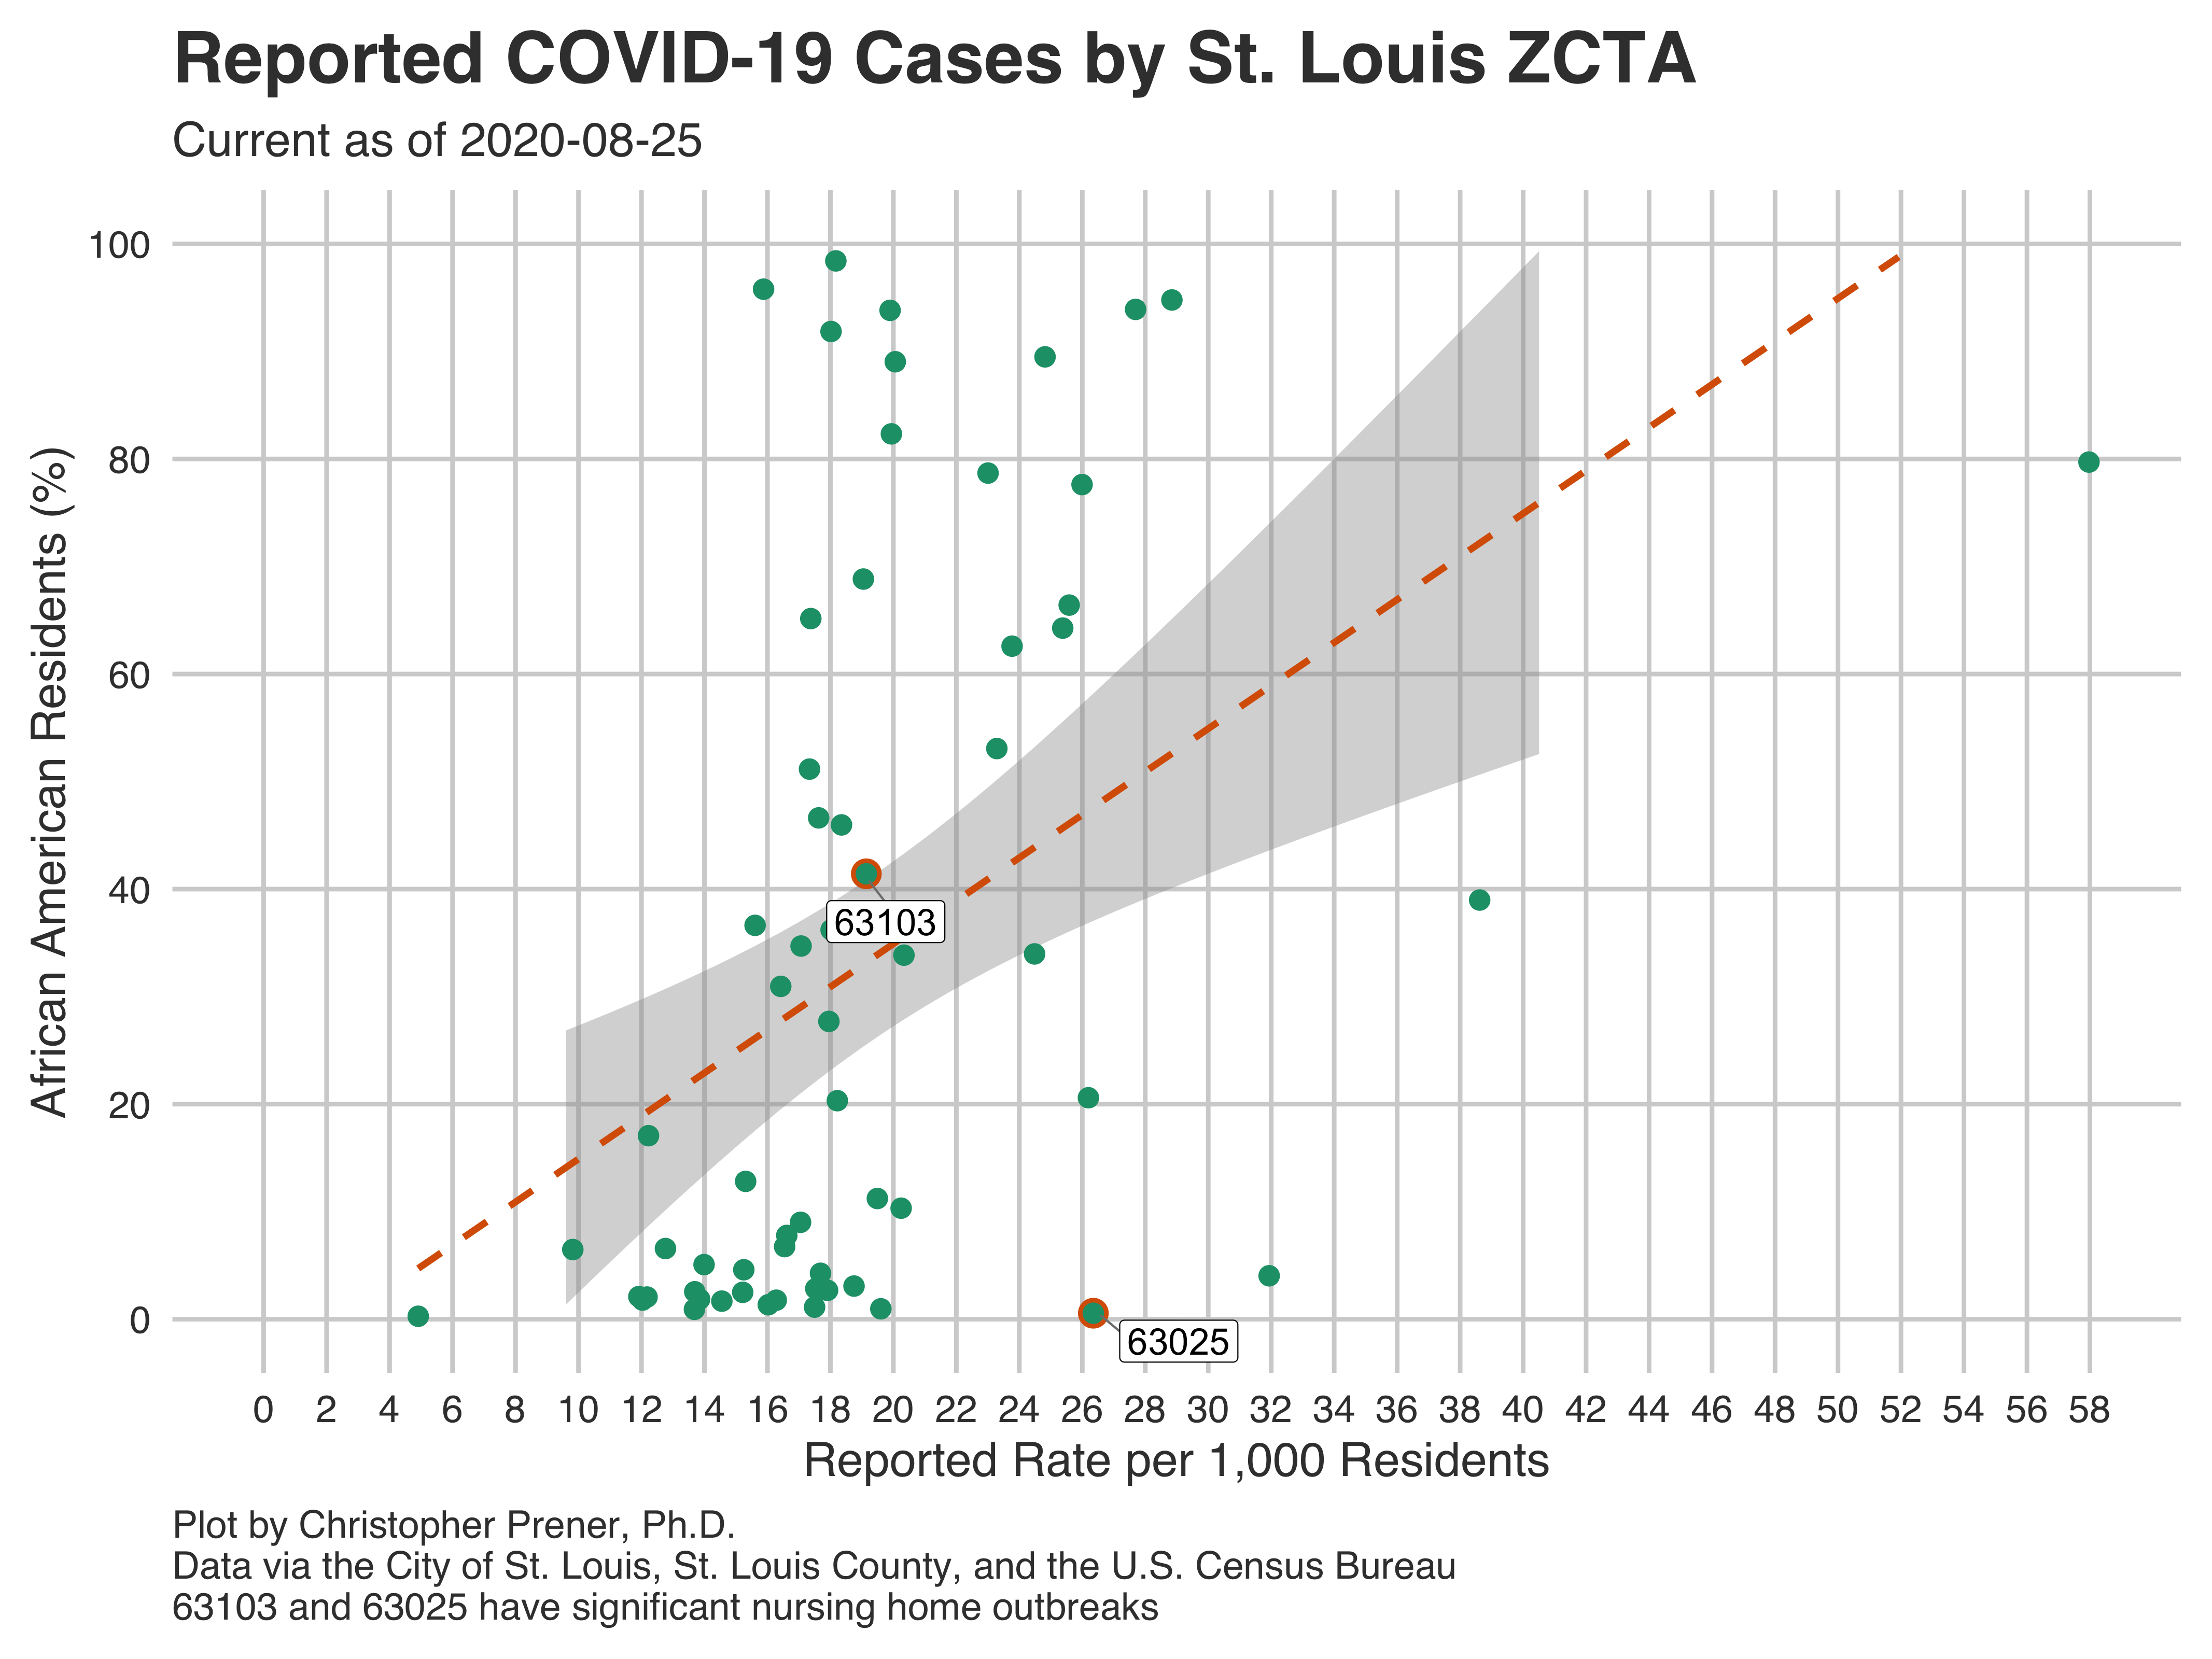 Reported COVID-19 Cases by St. Louis ZCTA
Current as of 2020-08-25
African American Residents (%)
100
80
60
40
20
0
63103
63025
0 2 4 6 8 10 12 14 16 18 20 22 24 26 28 30 32 34 36 38 40 42 44 46 48 50 52 54 56 58
Reported Rate per 1,000 Residents
Plot by Christopher Prener, Ph.D.
Data via the City of St. Louis, St. Louis County, and the U.S. Census Bureau
63103 and 63025 have significant nursing home outbreaks